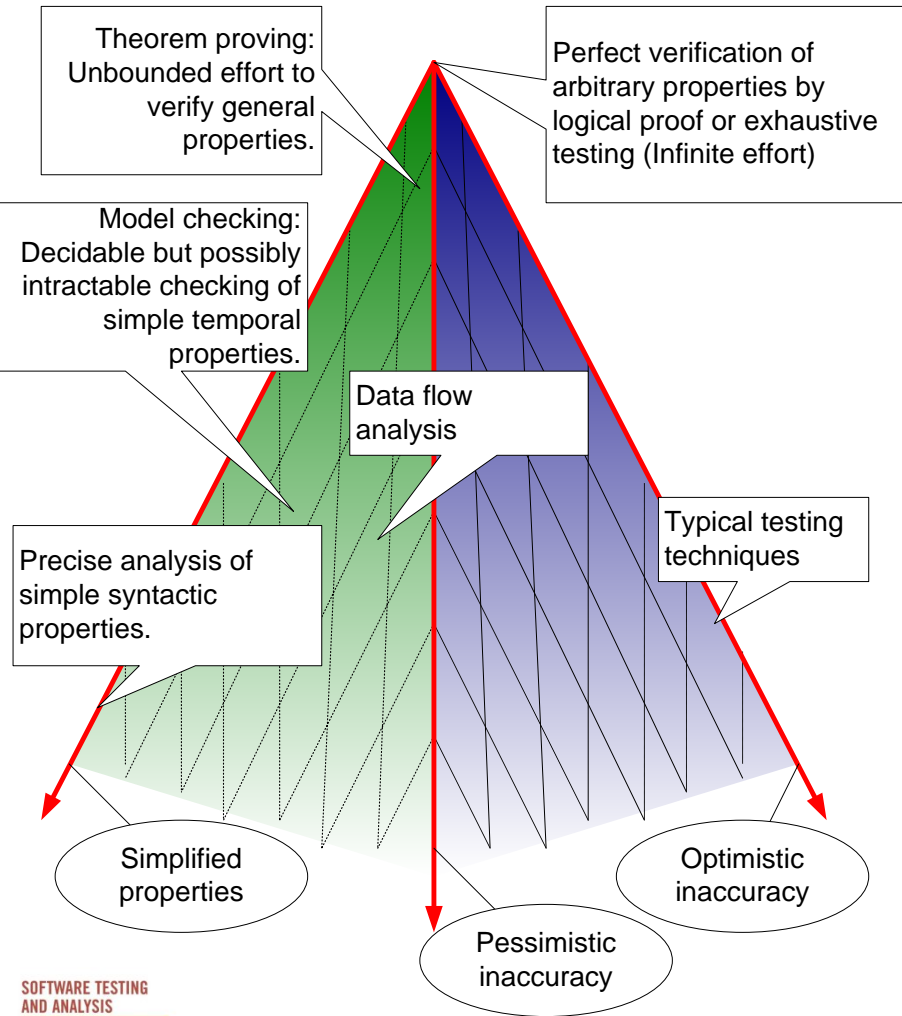 Theorem proving:
Unbounded effort to
verify general
properties.
Perfect verification of
arbitrary properties by
logical proof or exhaustive
testing (Infinite effort)
Model checking:
Decidable but possibly
intractable checking of
simple temporal
properties.
Data flow
analysis
Typical testing
techniques
Precise analysis of
simple syntactic
properties.
Simplified
properties
Optimistic
inaccuracy
Pessimistic
inaccuracy
SOFTWARE TESTING
AND ANALYSIS